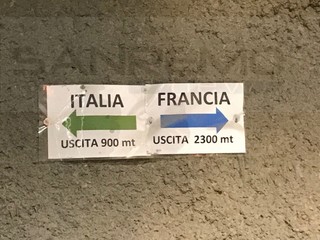 SANREMO
ITALIA
USCITA 900 mt
FRANCIA
USCITA 2300 mt